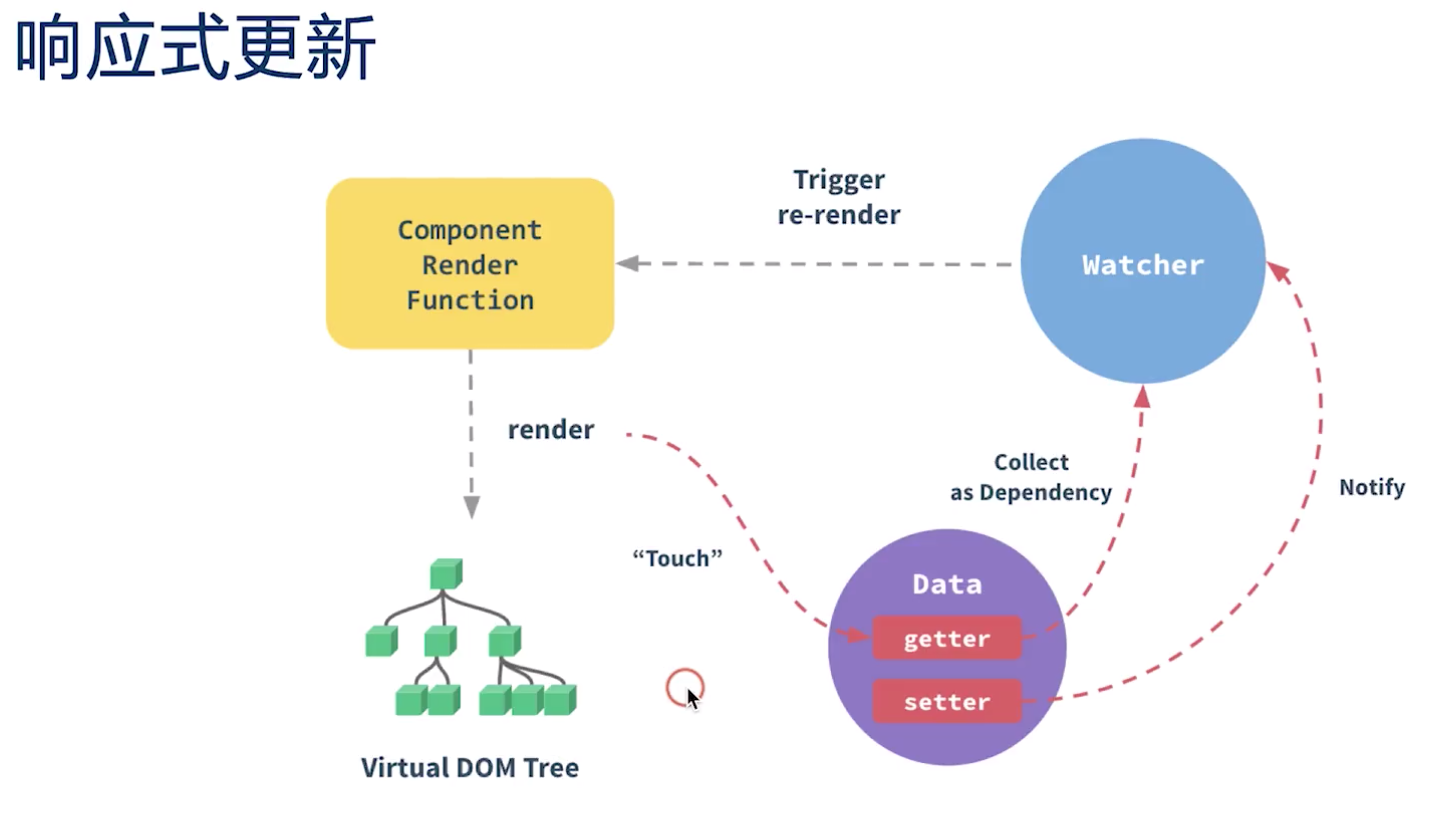 响应式更新
Trigger
re-render
Component
Render
Function
Watcher
render
Collect
as Dependency
Notify
“Touch”
Data
getter
setter
Virtual DOM Tree